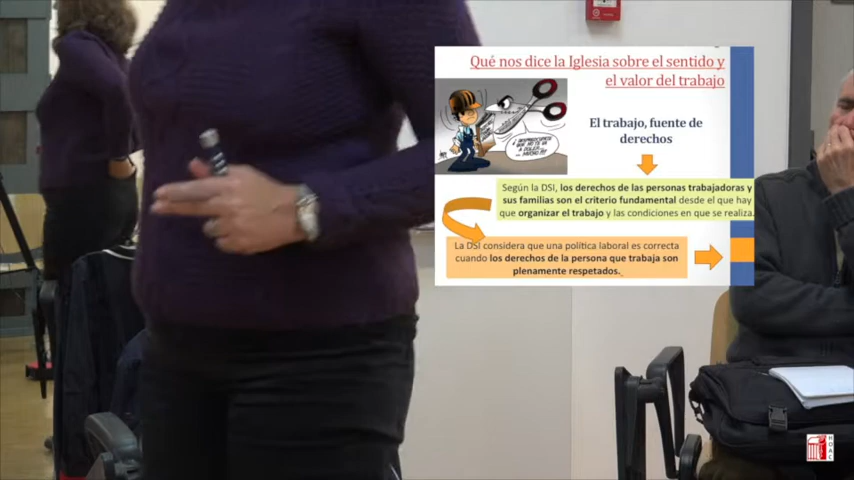 Qué nos dice la Iglesia sobre el sentido y
el valor del trabajo
El trabajo, fuente de
derechos
Según la DSI, los derechos de las personas trabajadoras y
sus familias son el criterio fundamental desde el que hay
que organizar el trabajo y las condiciones en que se realiza.
La DSI considera que una política laboral es correcta
cuando los derechos de la persona que trabaja son
plenamente respetados.
HOAC